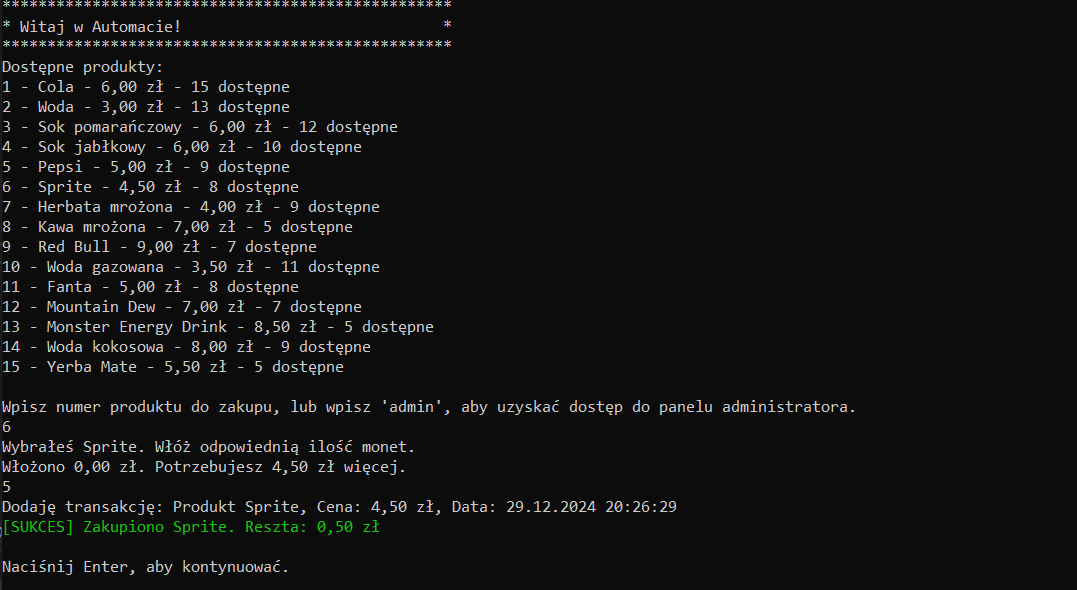 **************************************************
* Witaj w Automacie!                             *
**************************************************
Dostępne produkty:
1 - Cola - 6,00 zł - 15 dostępne
2 - Woda - 3,00 zł - 13 dostępne
3 - Sok pomarańczowy - 6,00 zł - 12 dostępne
4 - Sok jabłkowy - 6,00 zł - 10 dostępne
5 - Pepsi - 5,00 zł - 9 dostępne
6 - Sprite - 4,50 zł - 8 dostępne
7 - Herbata mrożona - 4,00 zł - 9 dostępne
8 - Kawa mrożona - 7,00 zł - 5 dostępne
9 - Red Bull - 9,00 zł - 7 dostępne
10 - Woda gazowana - 3,50 zł - 11 dostępne
11 - Fanta - 5,00 zł - 8 dostępne
12 - Mountain Dew - 7,00 zł - 7 dostępne
13 - Monster Energy Drink - 8,50 zł - 5 dostępne
14 - Woda kokosowa - 8,00 zł - 9 dostępne
15 - Yerba Mate - 5,50 zł - 5 dostępne

Wpisz numer produktu do zakupu, lub wpisz 'admin', aby uzyskać dostęp do panelu administratora.
6
Wybrałeś Sprite. Włóż odpowiednią ilość monet.
Włożono 0,00 zł. Potrzebujesz 4,50 zł więcej.
5
Dodaję transakcję: Produkt Sprite, Cena: 4,50 zł, Data: 29.12.2024 20:26:29
[SUKCES] Zakupiono Sprite. Reszta: 0,50 zł

Naciśnij Enter, aby kontynuować.